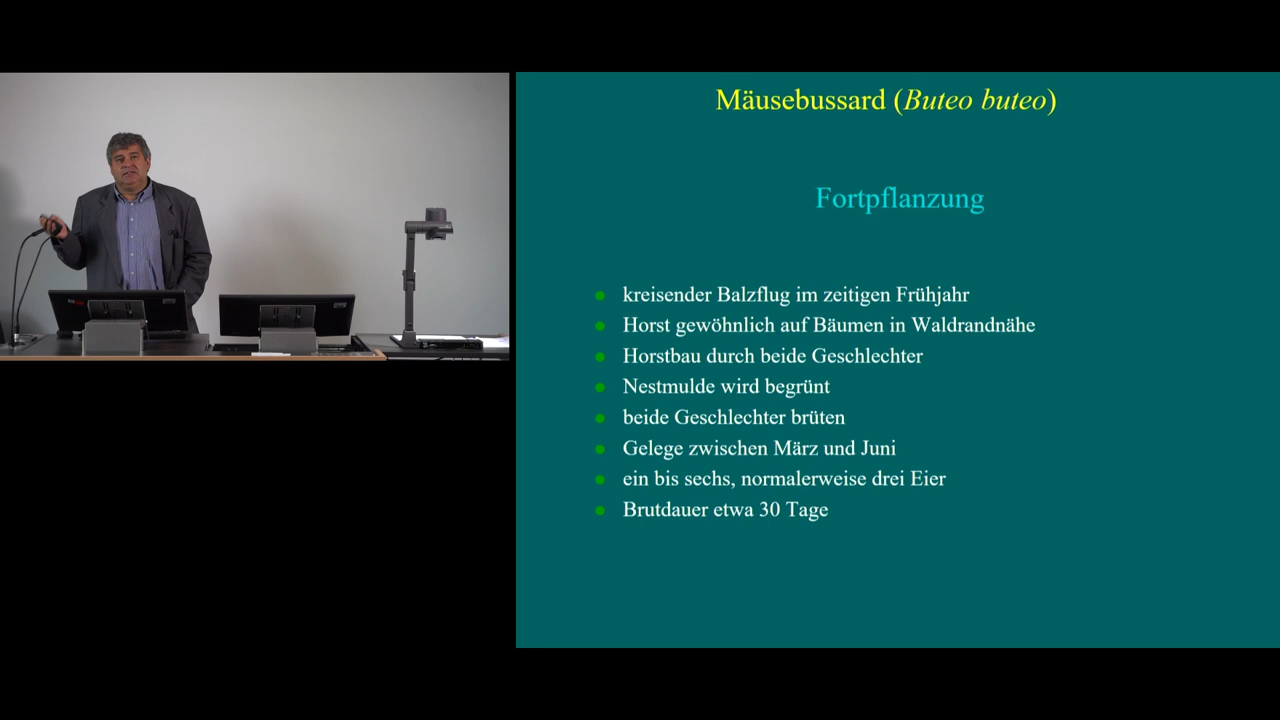 Mäusebussard (Buteo buteo)
Fortpflanzung
kreisender Balzflug im zeitigen Frühjahr
Horst gewöhnlich auf Bäumen in Waldrandnähe
Horstbau durch beide Geschlechter
Nestmulde wird begrünt
beide Geschlechter brüten
Gelege zwischen März und Juni
ein bis sechs, normalerweise drei Eier
Brutdauer etwa 30 Tage